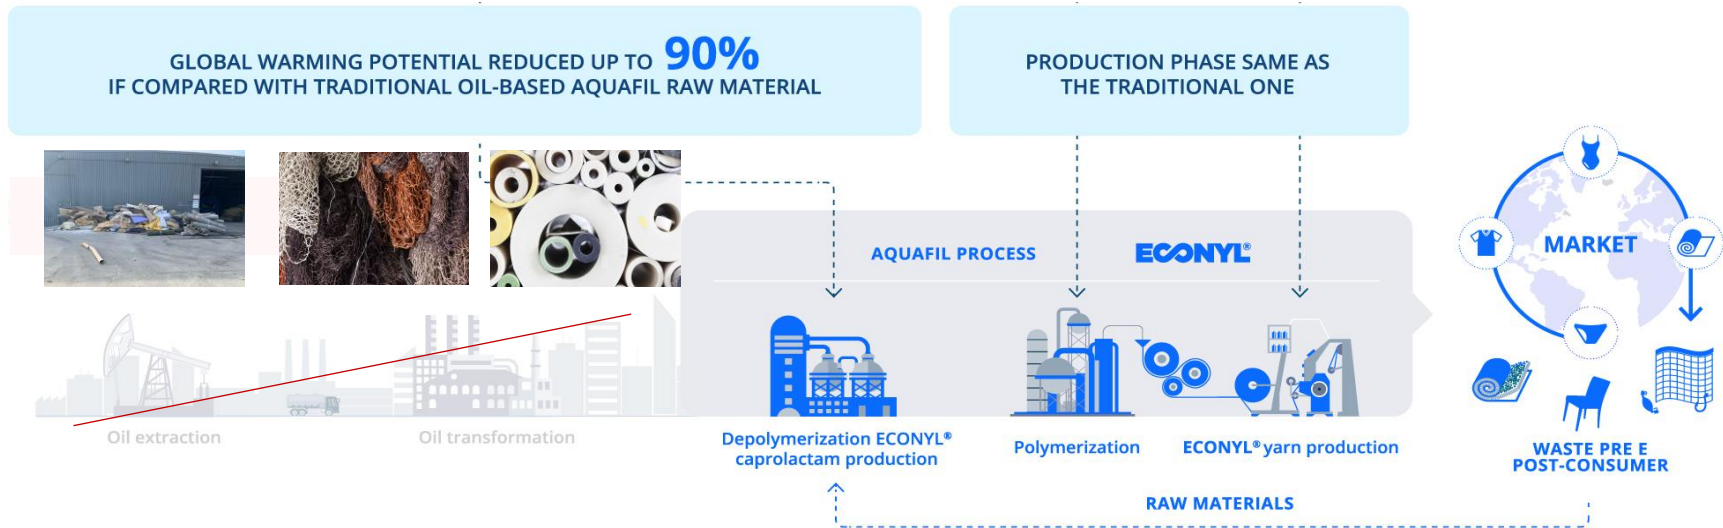 GLOBAL WARMING POTENTIAL REDUCED UP TO 90%
IF COMPARED WITH TRADITIONAL OIL-BASED AQUAFIL RAW MATERIAL
PRODUCTION PHASE SAME AS
THE TRADITIONAL ONE
AQUAFIL PROCESS
ECONYL®
MARKET
Oil extraction
Oil transformation
Depolymerization ECONYL®
caprolactam production
Polymerization
ECONYL® yarn production
WASTE PRE E
POST-CONSUMER
RAW MATERIALS